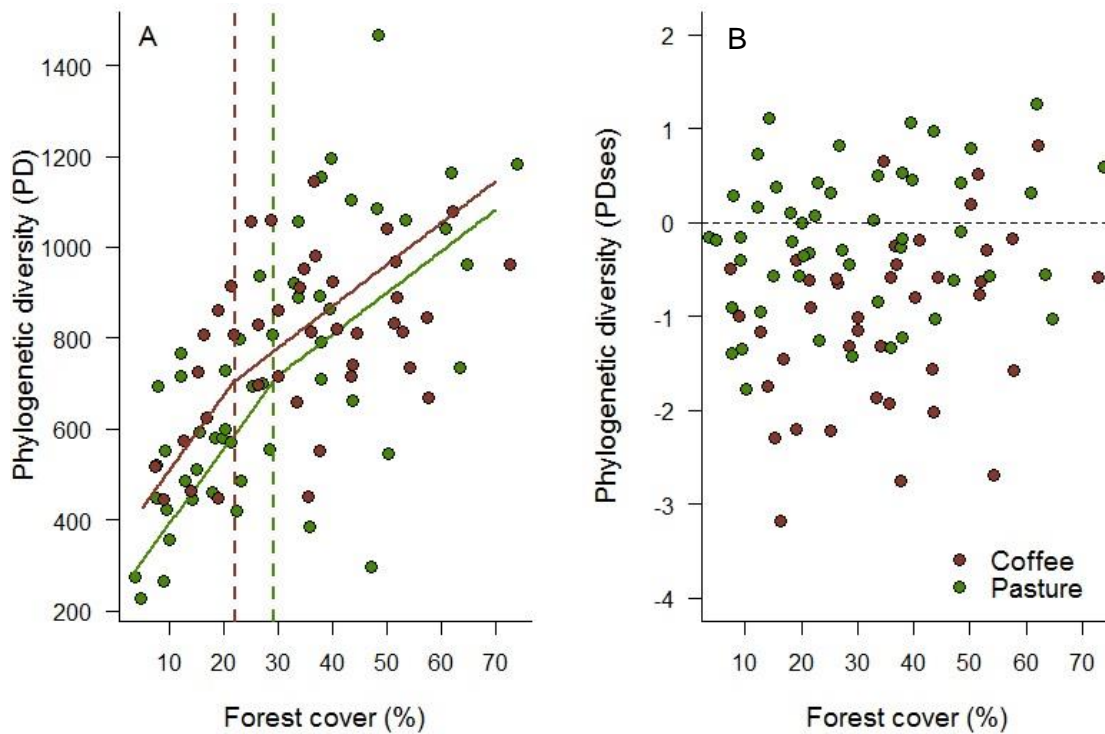 A
Phylogenetic diversity (PD)
1400
1200
1000
800
600
400
200
10 20 30 40 50 60 70
Forest cover (%)
B
Phylogenetic diversity (PDses)
2
1
0
-1
-2
-3
-4
Coffee
Pasture
10 20 30 40 50 60 70
Forest cover (%)